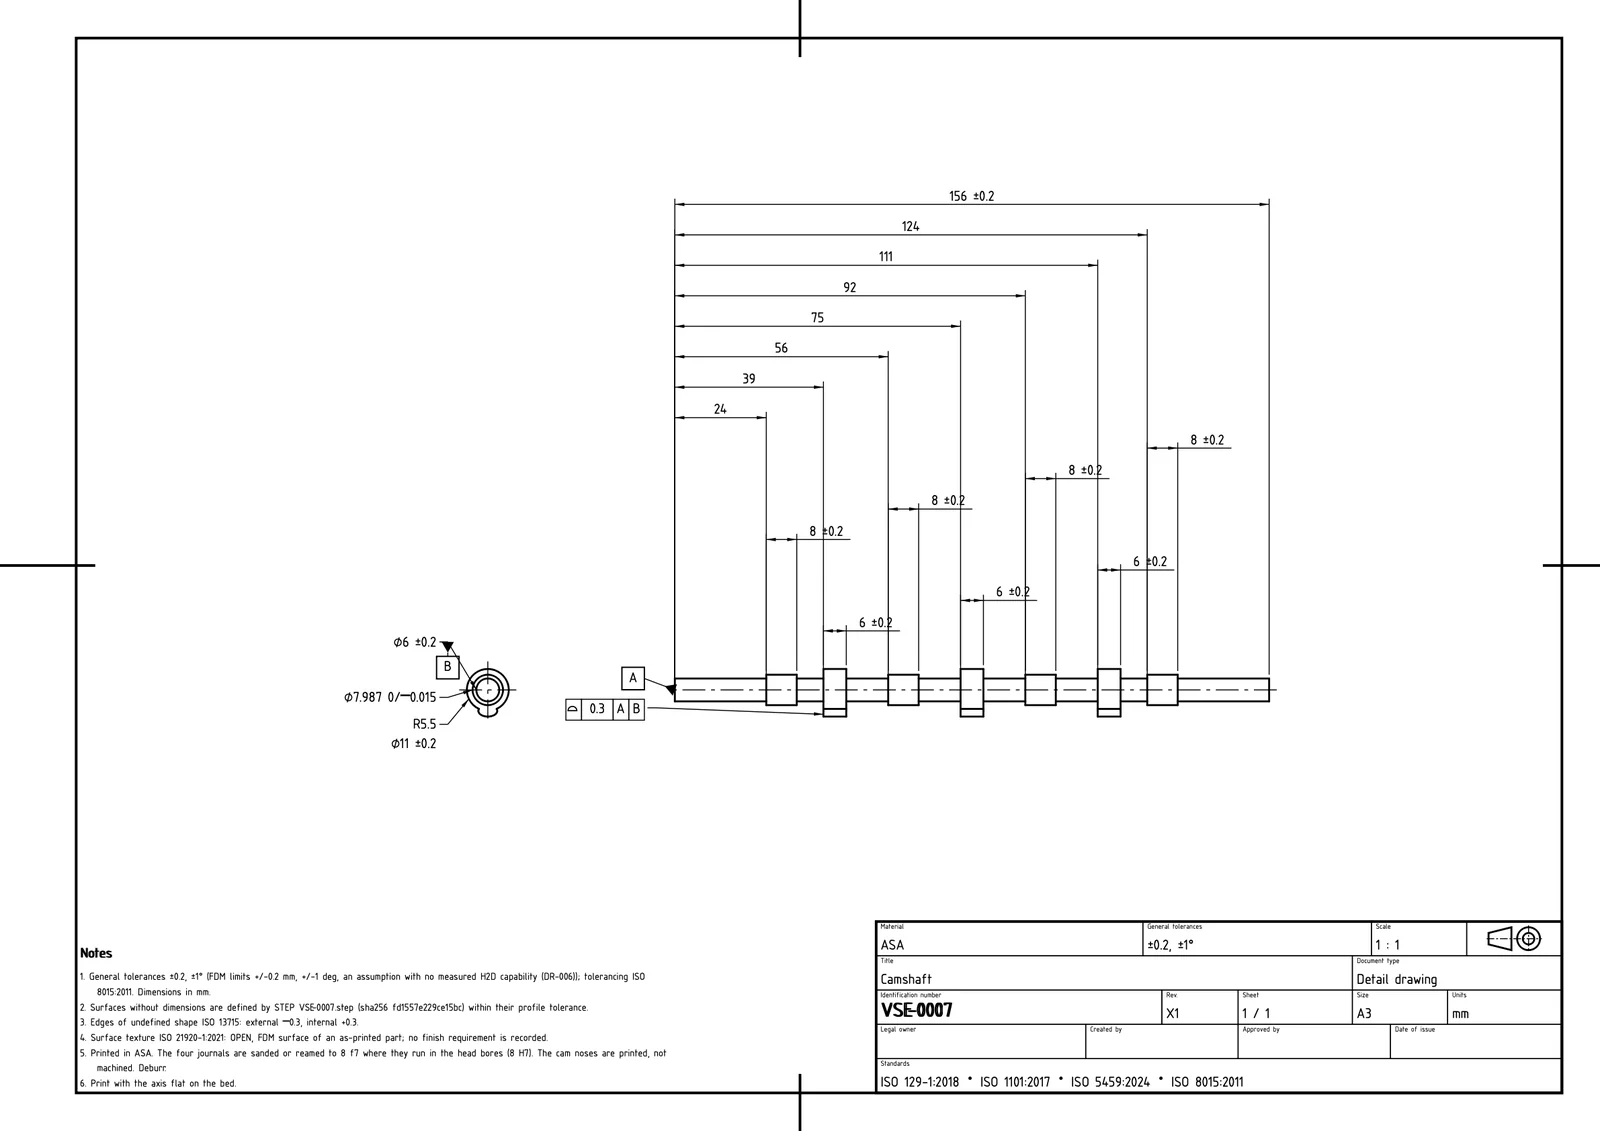 156 ±0.2
124
111
92
75
56
39
24
8 ±0.2
8 ±0.2
8 ±0.2
8 ±0.2
6 ±0.2
6 ±0.2
6 ±0.2
⌀6 ±0.2
B
⌀7.987 0/−0.015
R5.5
⌀11 ±0.2
A
⌓ 0.3 A B
Notes
1. General tolerances ±0.2, ±1° (FDM limits +/-0.2 mm, +/-1 deg, an assumption with no measured H2D capability (DR-006)); tolerancing ISO
8015:2011. Dimensions in mm.
2. Surfaces without dimensions are defined by STEP VSE-0007.step (sha256 fd1557e229ce15bc) within their profile tolerance.
3. Edges of undefined shape ISO 13715: external −0.3, internal +0.3.
4. Surface texture ISO 21920-1:2021: OPEN, FDM surface of an as-printed part; no finish requirement is recorded.
5. Printed in ASA. The four journals are sanded or reamed to 8 f7 where they run in the head bores (8 H7). The cam noses are printed, not
machined. Deburr.
6. Print with the axis flat on the bed.
Material
ASA
General tolerances
±0.2, ±1°
Scale
1 : 1
Title
Camshaft
Document type
Detail drawing
Identification number
VSE-0007
Rev.
X1
Sheet
1 / 1
Size
A3
Units
mm
Legal owner
Created by
Approved by
Date of issue
Standards
ISO 129-1:2018 • ISO 1101:2017 • ISO 5459:2024 • ISO 8015:2011